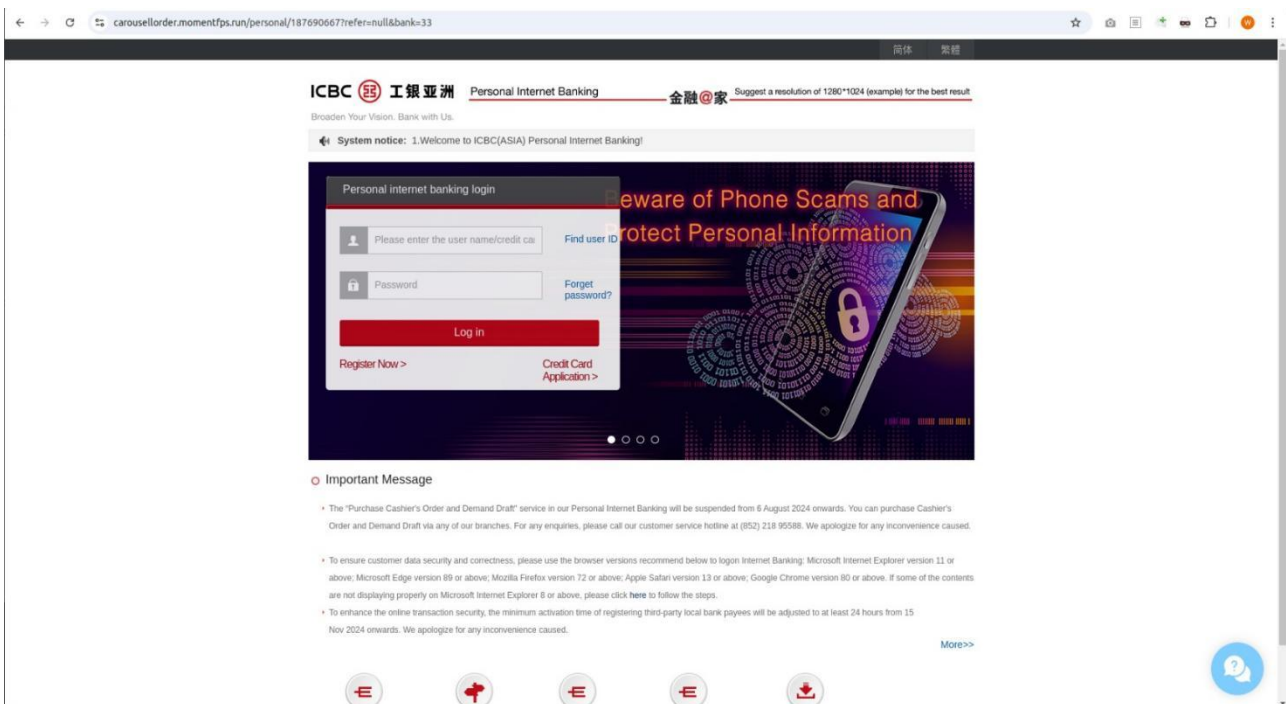 carousellorder.momentfps.run/personal/187690667?refer=null&bank=33
W
简体 繁體
ICBC 工银亚洲 Personal Internet Banking 金融@家 Suggest a resolution of 1280*1024 (example) for the best result
Broaden Your Vision. Bank with Us.
System notice: 1.Welcome to ICBC(ASIA) Personal Internet Banking!
Personal internet banking login
Beware of Phone Scams and
Protect Personal Information
Please enter the user name/credit car
Find user ID
Password
Forget
password?
Log in
Register Now >
Credit Card
Application >
Important Message
The "Purchase Cashier's Order and Demand Draft" service in our Personal Internet Banking will be suspended from 6 August 2024 onwards. You can purchase Cashier's
Order and Demand Draft via any of our branches. For any enquiries, please call our customer service hotline at (852) 218 95588. We apologize for any inconvenience caused.
To ensure customer data security and correctness, please use the browser versions recommend below to logon Internet Banking: Microsoft Internet Explorer version 11 or
above; Microsoft Edge version 89 or above; Mozilla Firefox version 72 or above; Apple Safari version 13 or above; Google Chrome version 80 or above. If some of the contents
are not displaying properly on Microsoft Internet Explorer 8 or above, please click here to follow the steps.
To enhance the online transaction security, the minimum activation time of registering third-party local bank payees will be adjusted to at least 24 hours from 15
Nov 2024 onwards. We apologize for any inconvenience caused.
More>>